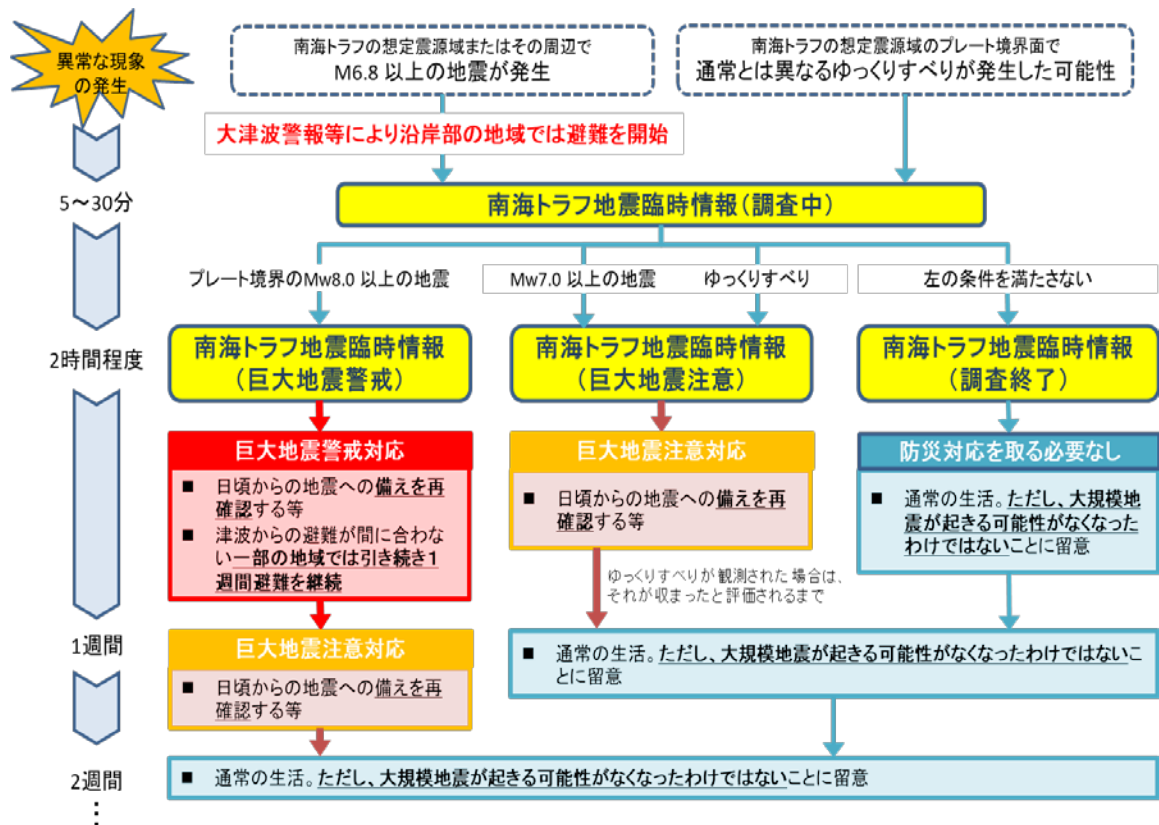 異常な現象
の発生
南海トラフの想定震源域またはその周辺で
M6.8 以上の地震が発生
南海トラフの想定震源域のプレート境界面で
通常とは異なるゆっくりすべりが発生した可能性
大津波警報等により沿岸部の地域では避難を開始
5～30分
南海トラフ地震臨時情報(調査中)
プレート境界のMw8.0 以上の地震
Mw7.0 以上の地震
ゆっくりすべり
左の条件を満たさない
2時間程度
南海トラフ地震臨時情報
(巨大地震警戒)
南海トラフ地震臨時情報
(巨大地震注意)
南海トラフ地震臨時情報
(調査終了)
巨大地震警戒対応
■ 日頃からの地震への備えを再
確認する等
■ 津波からの避難が間に合わな
い一部の地域では引き続き1
週間避難を継続
巨大地震注意対応
■ 日頃からの地震への備えを再
確認する等
防災対応を取る必要なし
■ 通常の生活。ただし、大規模地
震が起きる可能性がなくなった
わけではないことに留意
ゆっくりすべりが観測された場合は、
それが収まったと評価されるまで
1週間
巨大地震注意対応
■ 日頃からの地震への備えを再
確認する等
■ 通常の生活。ただし、大規模地震が起きる可能性がなくなったわけではないこ
とに留意
2週間
■ 通常の生活。ただし、大規模地震が起きる可能性がなくなったわけではないことに留意
⋮